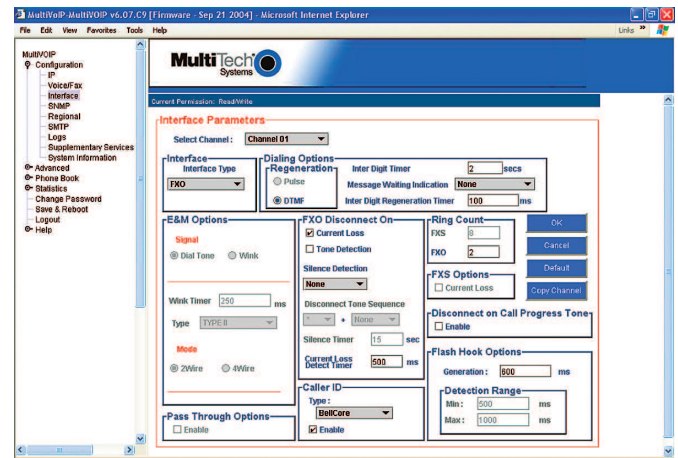 MultiVoIP-MultiVOIP v6.07.C9 [Firmware - Sep 21 2004] - Microsoft Internet Explorer
File Edit View Favorites Tools Help
Links »
MultiVOIP
Configuration
IP
Voice/Fax
Interface
SNMP
Regional
SMTP
Logs
Supplementary Services
System Information
Advanced
Phone Book
Statistics
Change Password
Save & Reboot
Logout
Help
MultiTech
Systems
Current Permission: Read/Write
Interface Parameters
Select Channel : Channel 01
Interface
Interface Type
FXO
Dialing Options
Regeneration
Pulse
DTMF
Inter Digit Timer 2 secs
Message Waiting Indication None
Inter Digit Regeneration Timer 100 ms
E&M Options
Signal
Dial Tone Wink
Wink Timer 250 ms
Type TYPE II
Mode
2Wire 4Wire
Pass Through Options
Enable
FXO Disconnect On
Current Loss
Tone Detection
Silence Detection
None
Disconnect Tone Sequence
* + None
Silence Timer 15 sec
Current Loss
Detect Timer 500 ms
Caller ID
Type :
BellCore
Enable
Ring Count
FXS 8
FXO 2
FXS Options
Current Loss
OK
Cancel
Default
Copy Channel
Disconnect on Call Progress Tone
Enable
Flash Hook Options
Generation : 600 ms
Detection Range
Min : 500 ms
Max : 1000 ms